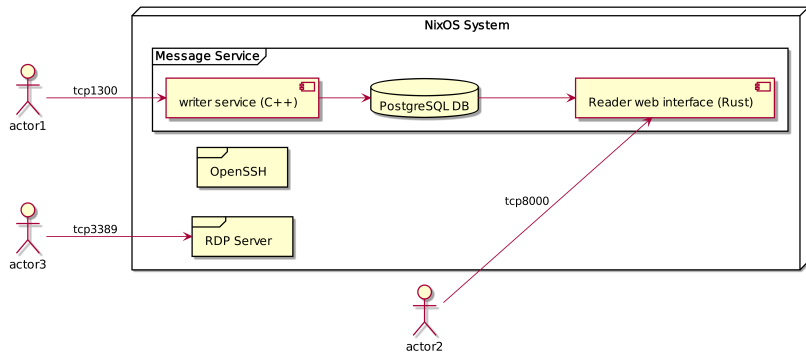 NixOS System
Message Service
writer service (C++)
PostgreSQL DB
Reader web interface (Rust)
tcp1300
actor1
OpenSSH
tcp8000
tcp3389
RDP Server
actor3
actor2